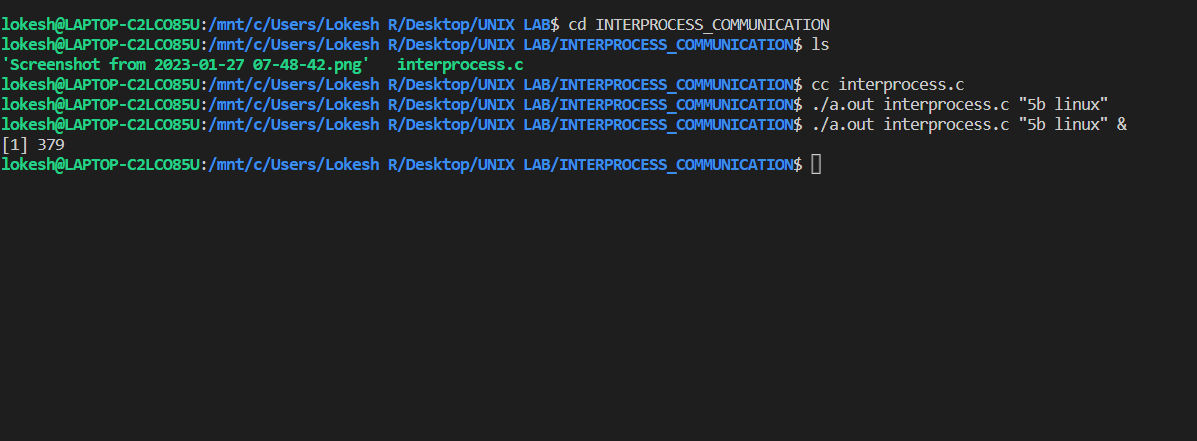 lokesh@LAPTOP-C2LCO85U:/mnt/c/Users/Lokesh R/Desktop/UNIX LAB$ cd INTERPROCESS_COMMUNICATION
lokesh@LAPTOP-C2LCO85U:/mnt/c/Users/Lokesh R/Desktop/UNIX LAB/INTERPROCESS_COMMUNICATION$ ls
'Screenshot from 2023-01-27 07-48-42.png'   interprocess.c
lokesh@LAPTOP-C2LCO85U:/mnt/c/Users/Lokesh R/Desktop/UNIX LAB/INTERPROCESS_COMMUNICATION$ cc interprocess.c
lokesh@LAPTOP-C2LCO85U:/mnt/c/Users/Lokesh R/Desktop/UNIX LAB/INTERPROCESS_COMMUNICATION$ ./a.out interprocess.c "5b linux"
lokesh@LAPTOP-C2LCO85U:/mnt/c/Users/Lokesh R/Desktop/UNIX LAB/INTERPROCESS_COMMUNICATION$ ./a.out interprocess.c "5b linux" &
[1] 379
lokesh@LAPTOP-C2LCO85U:/mnt/c/Users/Lokesh R/Desktop/UNIX LAB/INTERPROCESS_COMMUNICATION$